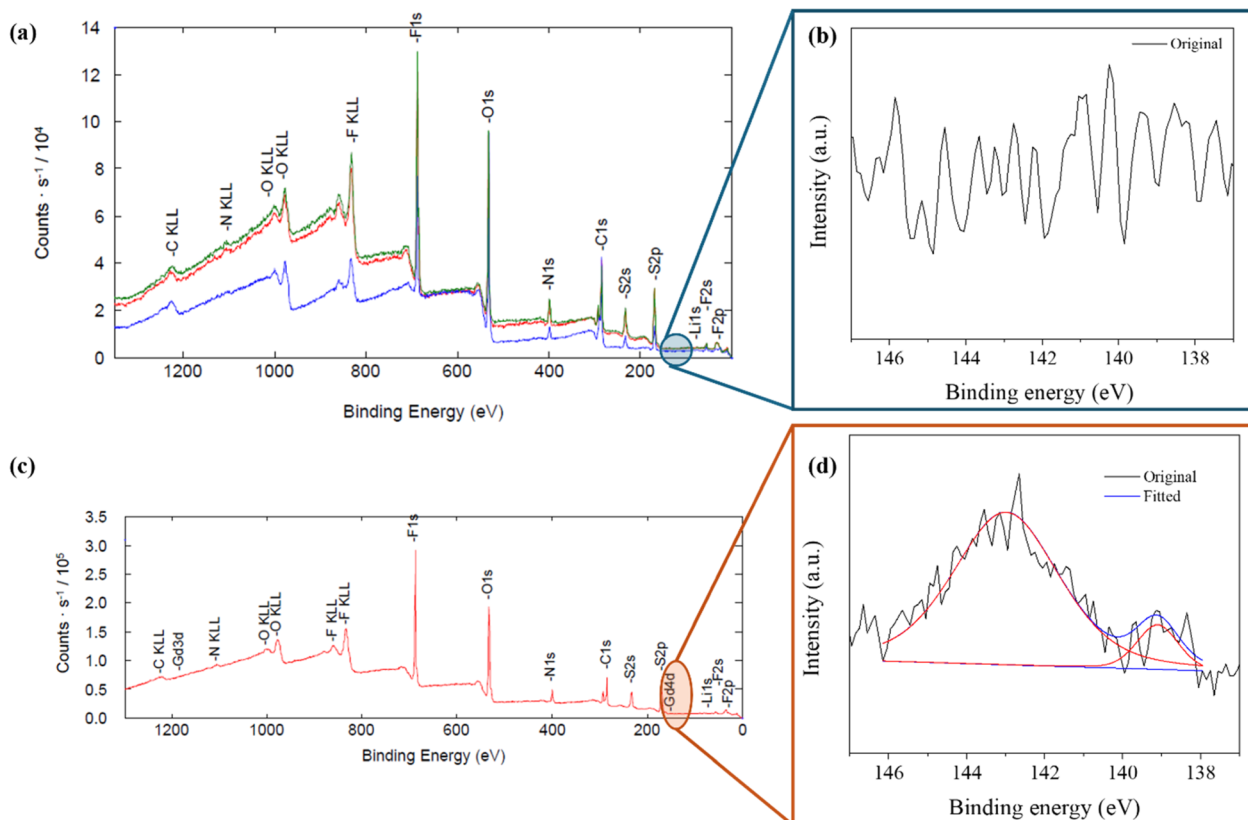 (a)
14
12
10
8
6
4
2
0
Counts · s⁻¹ / 10⁴
-C KLL
-N KLL
-O KLL
-O KLL
-F KLL
-F1s
-O1s
-N1s
-C1s
-S2s
-S2p
-Li1s
-F2s
-F2p
1200 1000 800 600 400 200
Binding Energy (eV)
(b)
Original
Intensity (a.u.)
146 144 142 140 138
Binding energy (eV)
(c)
3.5
3.0
2.5
2.0
1.5
1.0
0.5
0.0
Counts · s⁻¹ / 10⁵
-C KLL
-Gd3d
-N KLL
-O KLL
-O KLL
-F KLL
-F KLL
-F1s
-O1s
-N1s
-C1s
-S2s
-S2p
-Gd4d
-Li1s
-F2s
-F2p
1200 1000 800 600 400 200 0
Binding Energy (eV)
(d)
Original
Fitted
Intensity (a.u.)
146 144 142 140 138
Binding energy (eV)